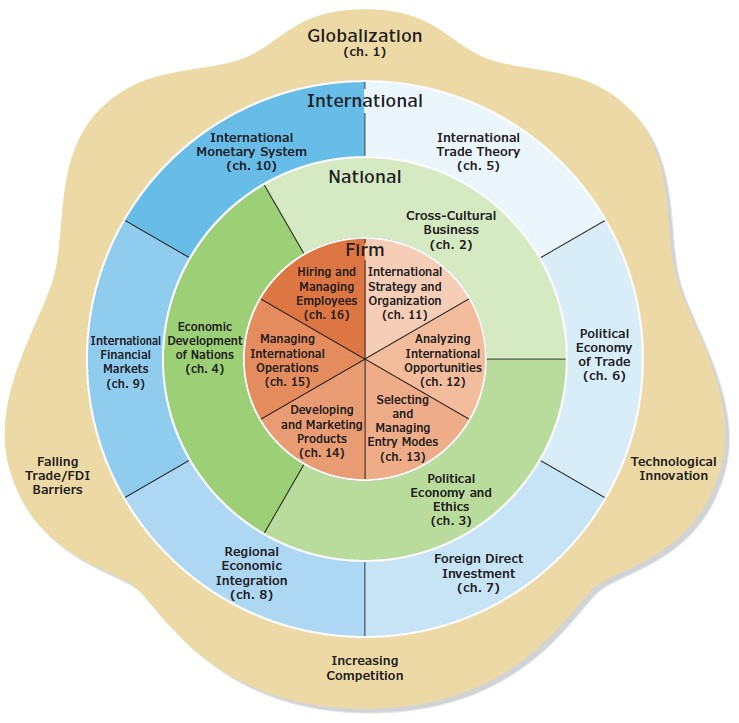 Globalization
(ch. 1)
International
International
Monetary System
(ch. 10)
International
Trade Theory
(ch. 5)
National
Cross-Cultural
Business
(ch. 2)
Firm
Hiring and
Managing
Employees
(ch. 16)
International
Strategy and
Organization
(ch. 11)
International
Financial
Markets
(ch. 9)
Economic
Development
of Nations
(ch. 4)
Managing
International
Operations
(ch. 15)
Analyzing
International
Opportunities
(ch. 12)
Political
Economy
of Trade
(ch. 6)
Developing
and Marketing
Products
(ch. 14)
Selecting
and
Managing
Entry Modes
(ch. 13)
Falling
Trade/FDI
Barriers
Technological
Innovation
Political
Economy and
Ethics
(ch. 3)
Regional
Economic
Integration
(ch. 8)
Foreign Direct
Investment
(ch. 7)
Increasing
Competition